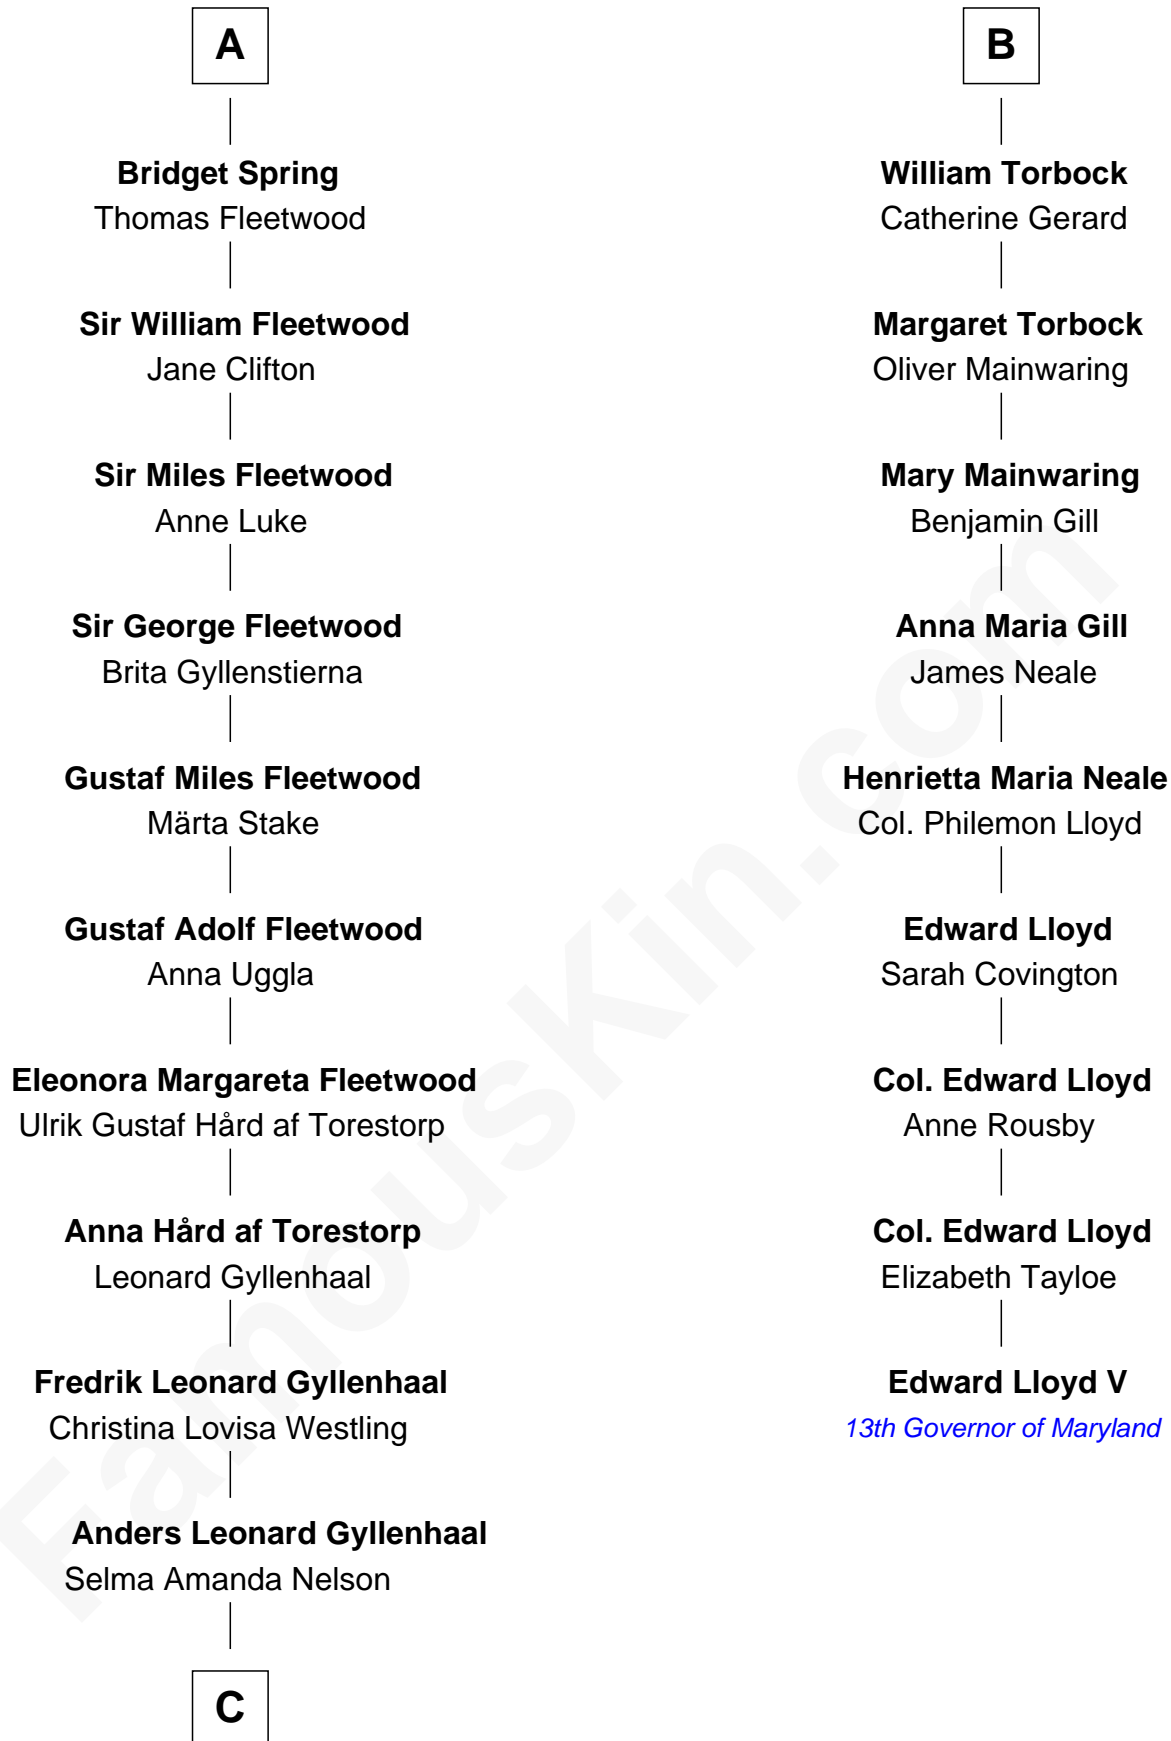 A
Bridget Spring
Thomas Fleetwood
Sir William Fleetwood
Jane Clifton
Sir Miles Fleetwood
Anne Luke
Sir George Fleetwood
Brita Gyllenstierna
Gustaf Miles Fleetwood
Märta Stake
Gustaf Adolf Fleetwood
Anna Uggla
Eleonora Margareta Fleetwood
Ulrik Gustaf Hård af Torestorp
Anna Hård af Torestorp
Leonard Gyllenhaal
Fredrik Leonard Gyllenhaal
Christina Lovisa Westling
Anders Leonard Gyllenhaal
Selma Amanda Nelson
C
B
William Torbock
Catherine Gerard
Margaret Torbock
Oliver Mainwaring
Mary Mainwaring
Benjamin Gill
Anna Maria Gill
James Neale
Henrietta Maria Neale
Col. Philemon Lloyd
Edward Lloyd
Sarah Covington
Col. Edward Lloyd
Anne Rousby
Col. Edward Lloyd
Elizabeth Tayloe
Edward Lloyd V
13th Governor of Maryland
FamousKin.com